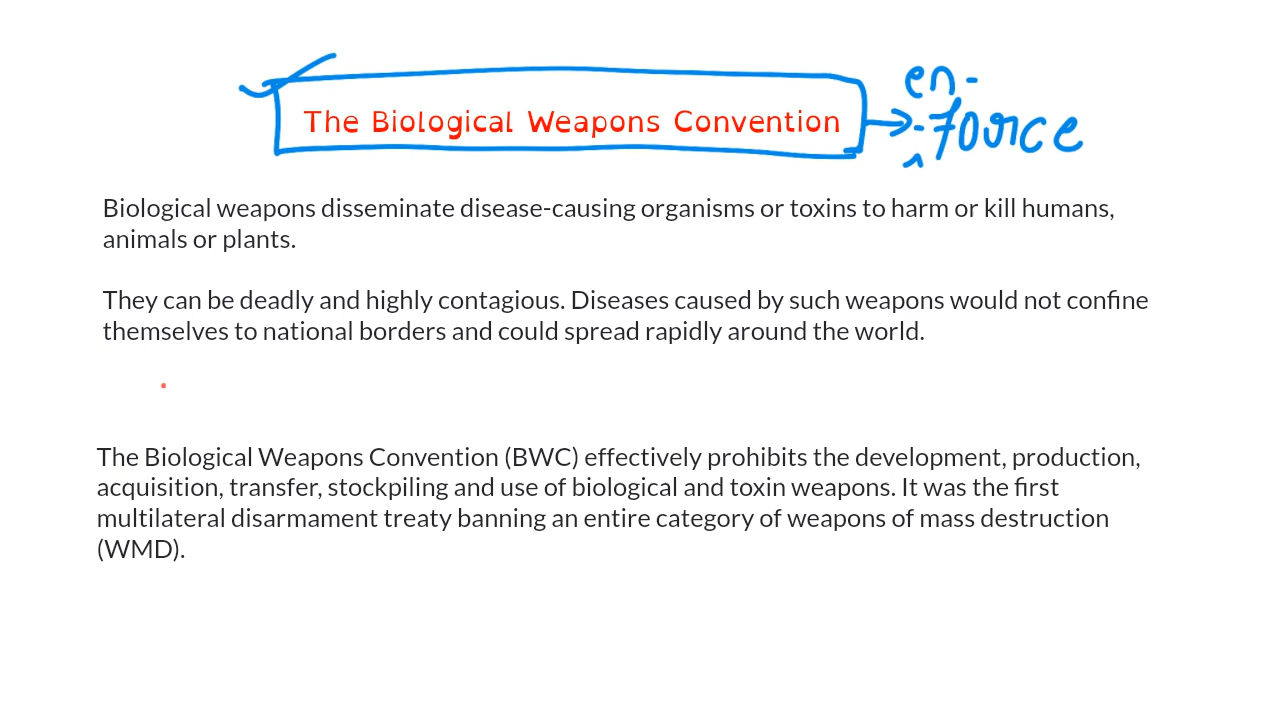 en-
The Biological Weapons Convention
-force
Biological weapons disseminate disease-causing organisms or toxins to harm or kill humans,
animals or plants.
They can be deadly and highly contagious. Diseases caused by such weapons would not confine
themselves to national borders and could spread rapidly around the world.
The Biological Weapons Convention (BWC) effectively prohibits the development, production,
acquisition, transfer, stockpiling and use of biological and toxin weapons. It was the first
multilateral disarmament treaty banning an entire category of weapons of mass destruction
(WMD).